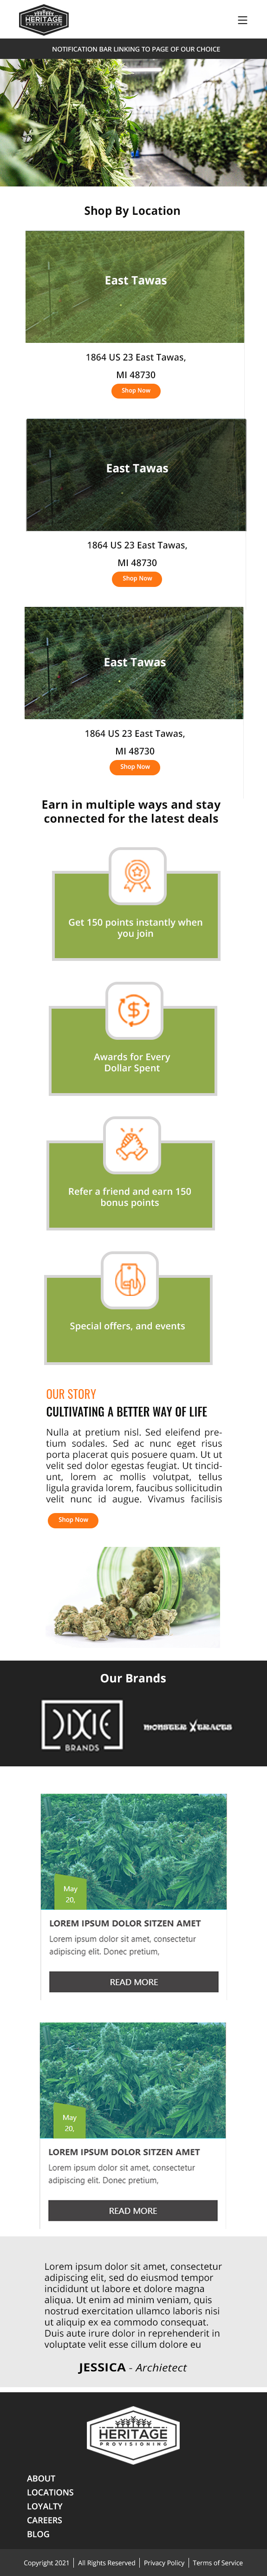 HERITAGE
PROVISIONING
NOTIFICATION BAR LINKING TO PAGE OF OUR CHOICE
Shop By Location
East Tawas
1864 US 23 East Tawas,
MI 48730
Shop Now
East Tawas
1864 US 23 East Tawas,
MI 48730
Shop Now
East Tawas
1864 US 23 East Tawas,
MI 48730
Shop Now
Earn in multiple ways and stay
connected for the latest deals
Get 150 points instantly when
you join
Awards for Every
Dollar Spent
Refer a friend and earn 150
bonus points
Special offers, and events
OUR STORY
CULTIVATING A BETTER WAY OF LIFE
Nulla at pretium nisl. Sed eleifend pre-
tium sodales. Sed ac nunc eget risus
porta placerat quis posuere quam. Ut ut
velit sed dolor egestas feugiat. Ut tincid-
unt, lorem ac mollis volutpat, tellus
ligula gravida lorem, faucibus sollicitudin
velit nunc id augue. Vivamus facilisis
Shop Now
Our Brands
DIXIE
BRANDS
MONSTER XTRACTS
May
20,
LOREM IPSUM DOLOR SITZEN AMET
Lorem ipsum dolor sit amet, consectetur
adipiscing elit. Donec pretium,
READ MORE
May
20,
LOREM IPSUM DOLOR SITZEN AMET
Lorem ipsum dolor sit amet, consectetur
adipiscing elit. Donec pretium,
READ MORE
Lorem ipsum dolor sit amet, consectetur
adipiscing elit, sed do eiusmod tempor
incididunt ut labore et dolore magna
aliqua. Ut enim ad minim veniam, quis
nostrud exercitation ullamco laboris nisi
ut aliquip ex ea commodo consequat.
Duis aute irure dolor in reprehenderit in
voluptate velit esse cillum dolore eu
JESSICA - Archietect
HERITAGE
PROVISIONING
ABOUT
LOCATIONS
LOYALTY
CAREERS
BLOG
Copyright 2021 | All Rights Reserved | Privacy Policy | Terms of Service